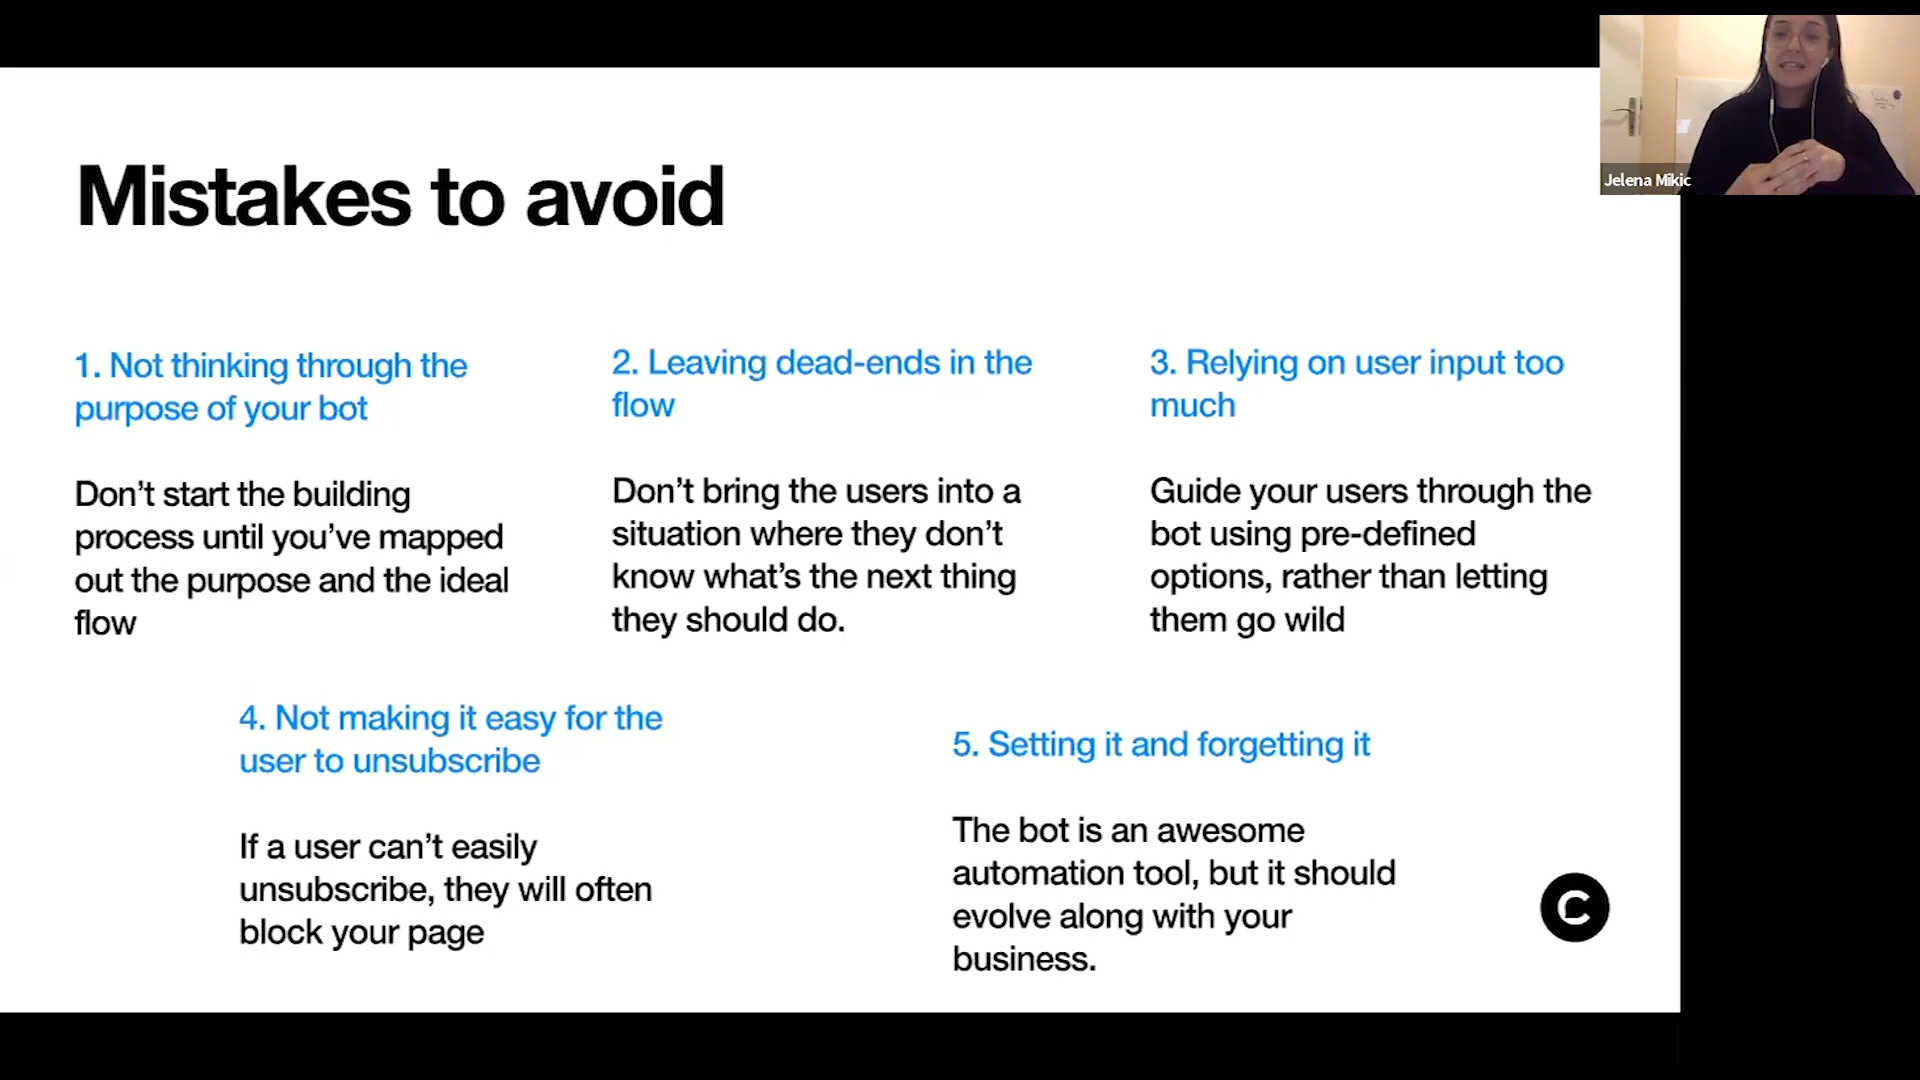 Jelena Mikic
Mistakes to avoid
1. Not thinking through the
purpose of your bot
Don’t start the building
process until you’ve mapped
out the purpose and the ideal
flow
2. Leaving dead-ends in the
flow
Don’t bring the users into a
situation where they don’t
know what’s the next thing
they should do.
3. Relying on user input too
much
Guide your users through the
bot using pre-defined
options, rather than letting
them go wild
4. Not making it easy for the
user to unsubscribe
If a user can’t easily
unsubscribe, they will often
block your page
5. Setting it and forgetting it
The bot is an awesome
automation tool, but it should
evolve along with your
business.
C